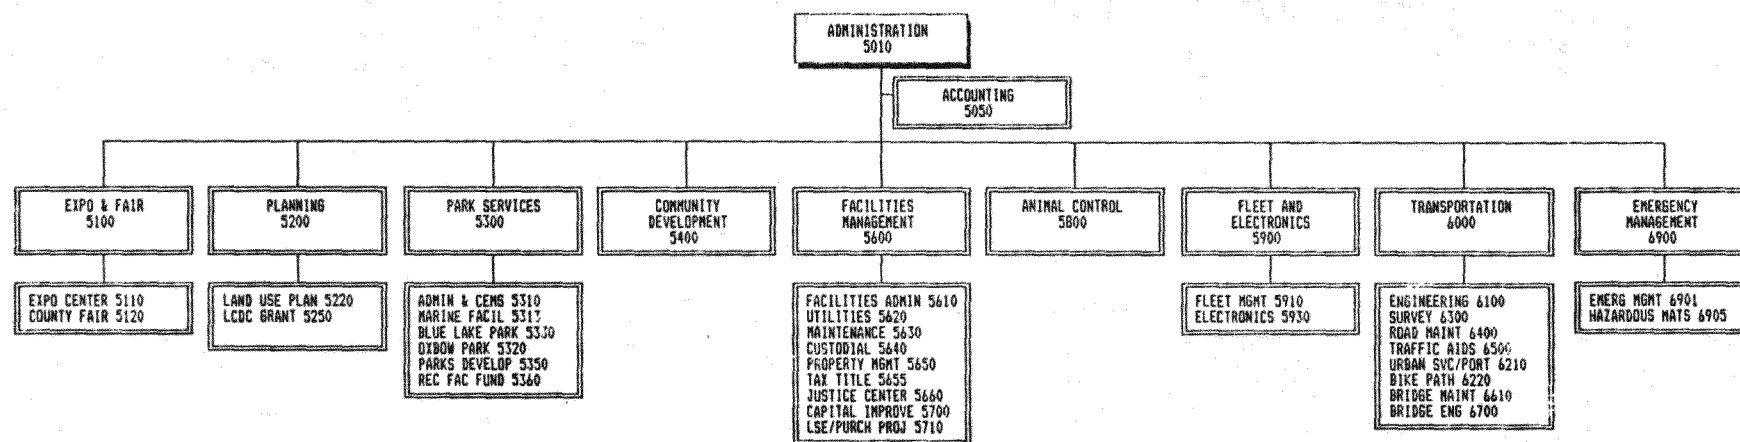 ADMINISTRATION
5010
ACCOUNTING
5050
EXPO & FAIR
5100
PLANNING
5200
PARK SERVICES
5300
COMMUNITY
DEVELOPMENT
5400
FACILITIES
MANAGEMENT
5600
ANIMAL CONTROL
5800
FLEET AND
ELECTRONICS
5900
TRANSPORTATION
6000
EMERGENCY
MANAGEMENT
6900
EXPO CENTER 5110
COUNTY FAIR 5120
LAND USE PLAN 5220
LCDC GRANT 5250
ADMIN & CEMS 5310
MARINE FACIL 5313
BLUE LAKE PARK 5330
OXBOW PARK 5320
PARKS DEVELOP 5350
REC FAC FUND 5360
FACILITIES ADMIN 5610
UTILITIES 5620
MAINTENANCE 5630
CUSTODIAL 5640
PROPERTY MGMT 5650
TAX TITLE 5655
JUSTICE CENTER 5660
CAPITAL IMPROVE 5700
LSE/PURCH PROJ 5710
FLEET MGMT 5910
ELECTRONICS 5930
ENGINEERING 6100
SURVEY 6300
ROAD MAINT 6400
TRAFFIC AIDS 6500
URBAN SVC/PORT 6210
BIKE PATH 6220
BRIDGE MAINT 6610
BRIDGE ENG 6700
EMERG MGMT 6901
HAZARDOUS MATS 6905